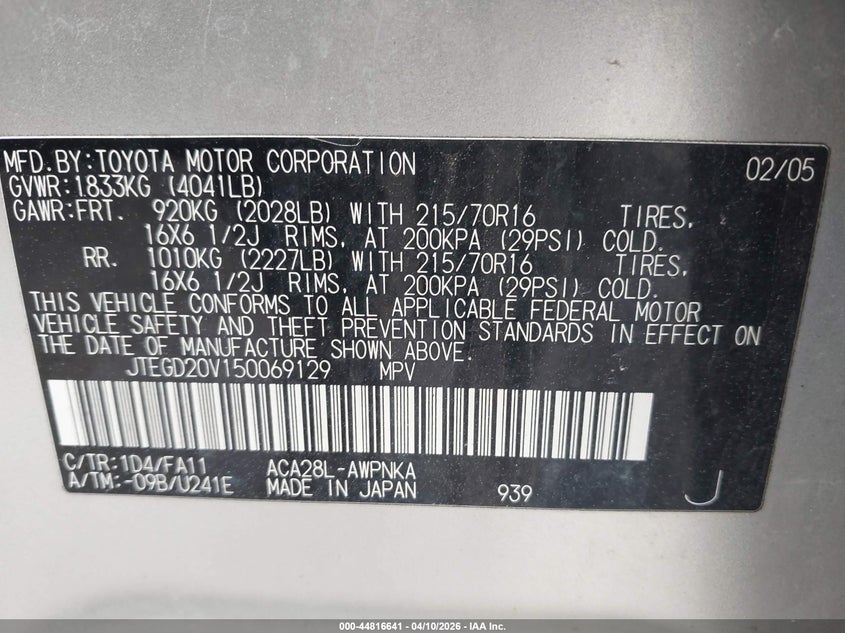 MFD.BY:TOYOTA MOTOR CORPORATION 02/05
GVWR:1833KG (4041LB)
GAWR:FRT. 920KG (2028LB) WITH 215/70R16 TIRES,
16X6 1/2J RIMS, AT 200KPA (29PSI) COLD.
RR. 1010KG (2227LB) WITH 215/70R16 TIRES,
16X6 1/2J RIMS, AT 200KPA (29PSI) COLD.
THIS VEHICLE CONFORMS TO ALL APPLICABLE FEDERAL MOTOR
VEHICLE SAFETY AND THEFT PREVENTION STANDARDS IN EFFECT ON
THE DATE OF MANUFACTURE SHOWN ABOVE.
JTEGD20V150069129 MPV
C/TR:1D4/FA11 ACA28L-AWPNKA
A/TM:-09B/U241E MADE IN JAPAN 939 J
000-44816641 - 04/10/2026 - IAA Inc.